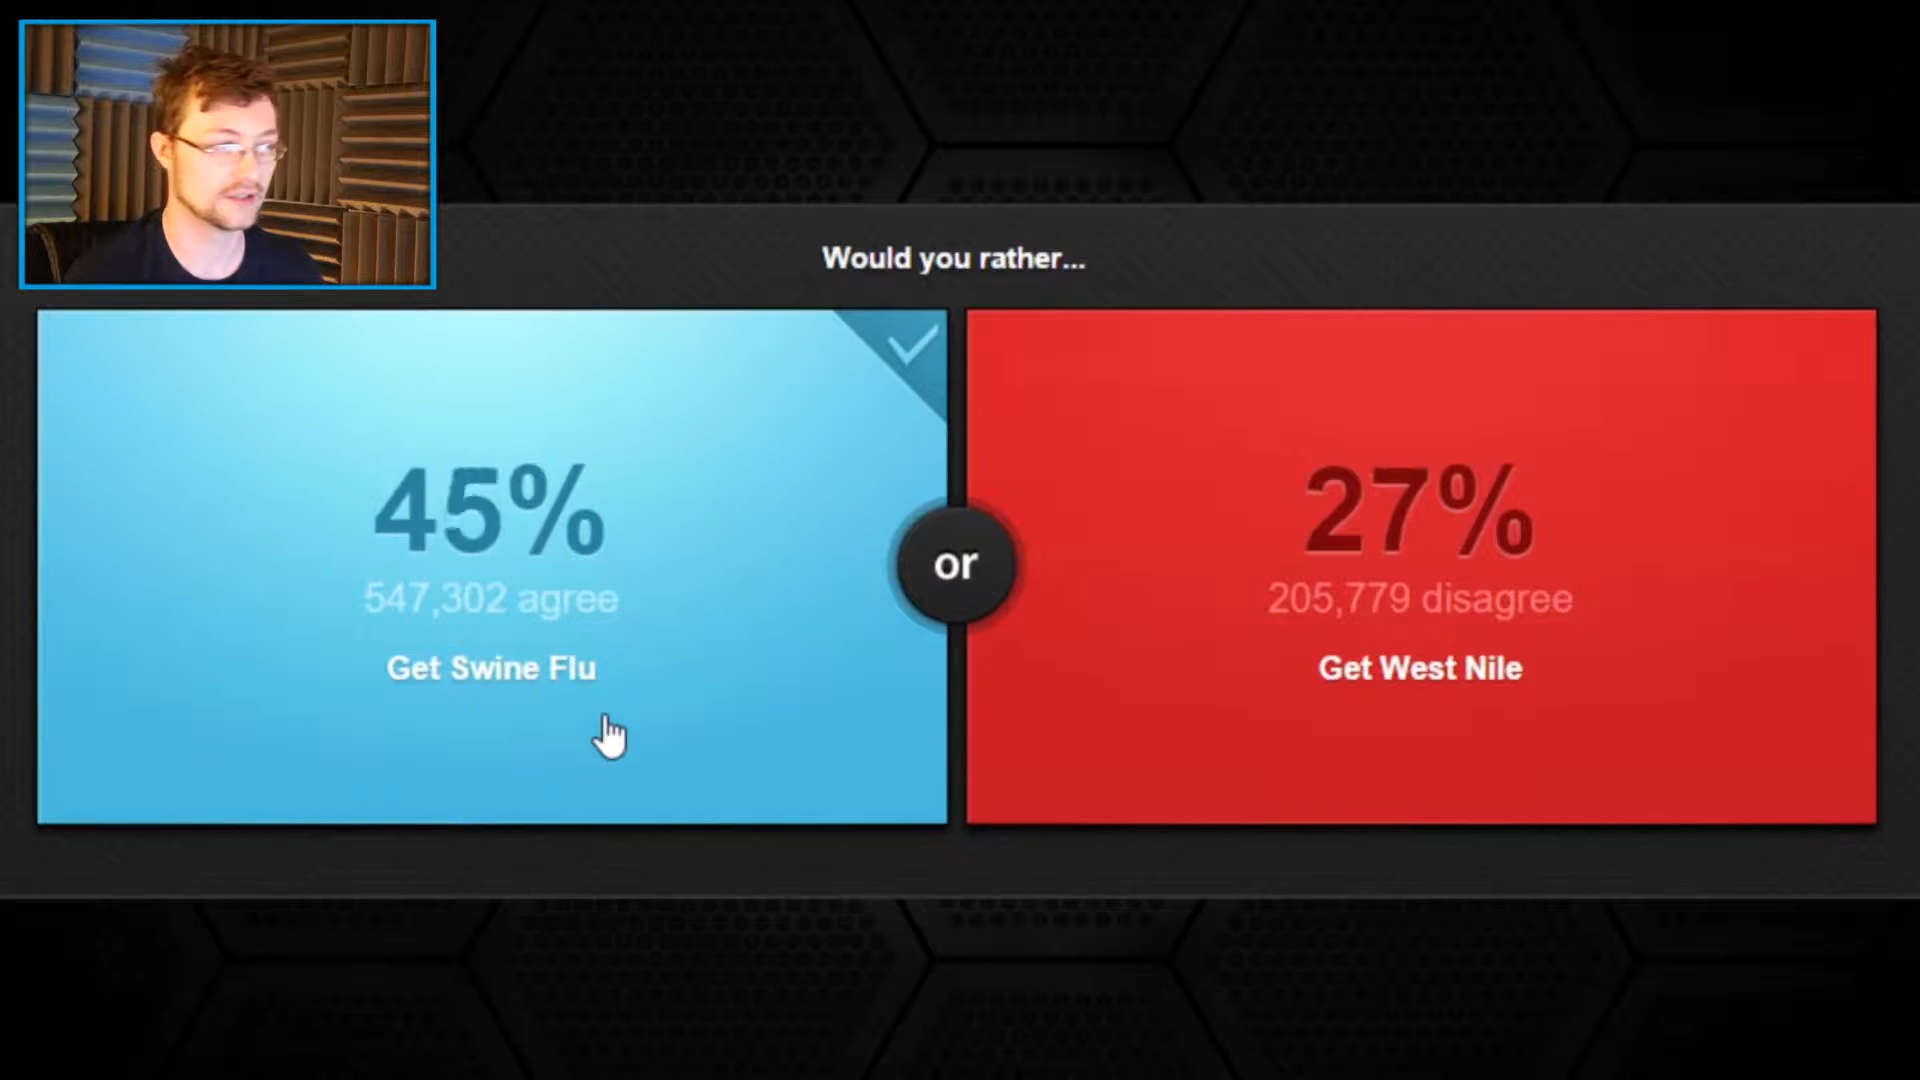 Would you rather...
45%
547,302 agree
Get Swine Flu
or
27%
205,779 disagree
Get West Nile